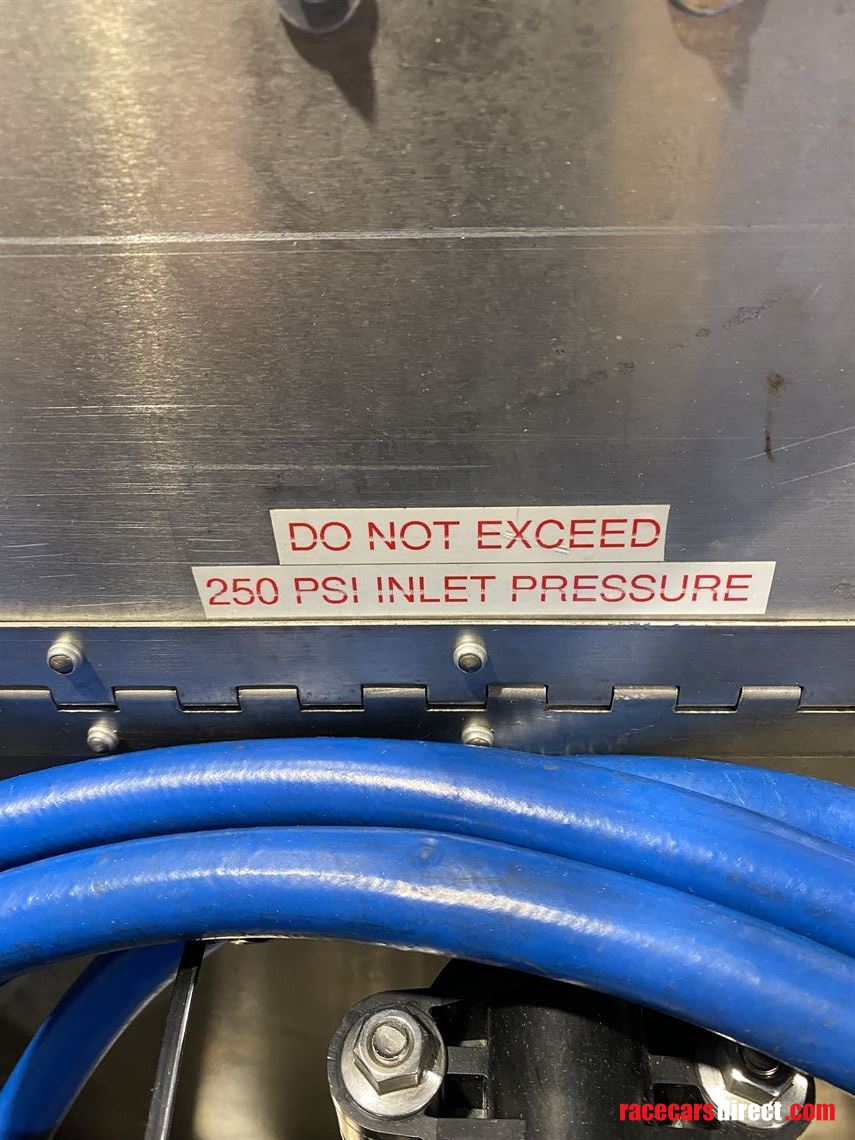 DO NOT EXCEED
250 PSI INLET PRESSURE
racecarsdirect.com